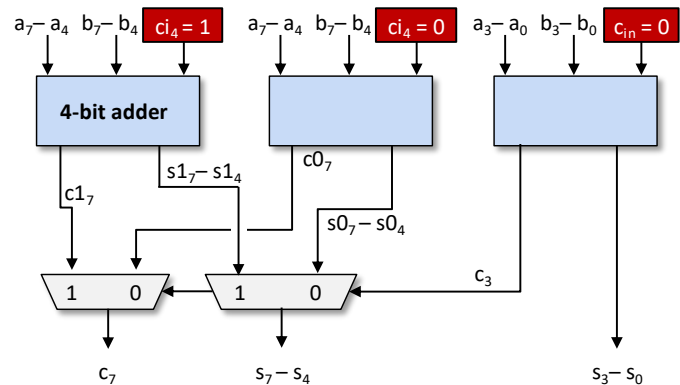 a₇ – a₄ b₇ – b₄ ci₄ = 1 a₇ – a₄ b₇ – b₄ ci₄ = 0 a₃ – a₀ b₃ – b₀ cᵢₙ = 0
4-bit adder
c1₇ s1₇ – s1₄ c0₇
s0₇ – s0₄
c₃
1 0 1 0
c₇ s₇ – s₄ s₃ – s₀